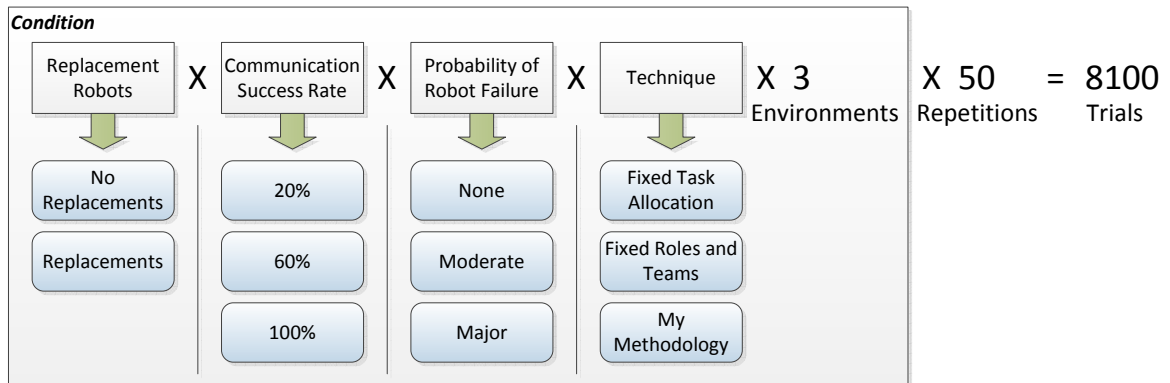 Condition
Replacement
Robots
X
Communication
Success Rate
X
Probability of
Robot Failure
X
Technique
X 3
Environments
X 50
Repetitions
= 8100
Trials
No
Replacements
Replacements
20%
60%
100%
None
Moderate
Major
Fixed Task
Allocation
Fixed Roles and
Teams
My
Methodology